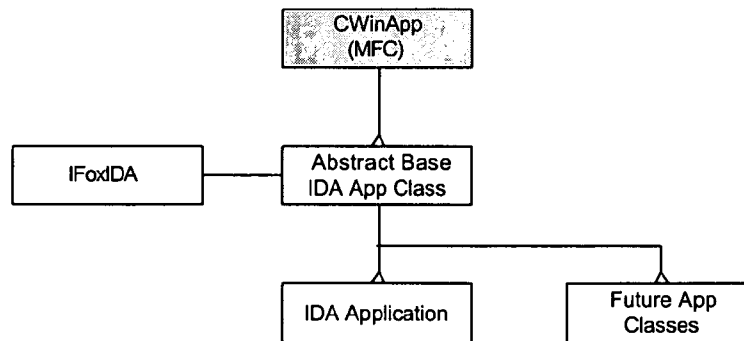 CWinApp
(MFC)
IFoxIDA
Abstract Base
IDA App Class
IDA Application
Future App
Classes